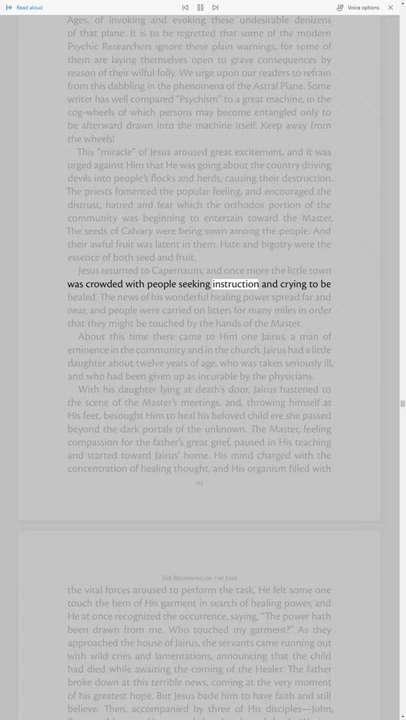 Read aloud
Voice options
Ages, of invoking and evoking these undesirable denizens
of that plane. It is to be regretted that some of the modern
Psychic Researchers ignore these plain warnings, for some of
them are laying themselves open to grave consequences by
reason of their wilful folly. We urge upon our readers to refrain
from this dabbling in the phenomena of the Astral Plane. Some
writer has well compared “Psychism” to a great machine, in the
cog-wheels of which persons may become entangled only to
be afterward drawn into the machine itself. Keep away from
the wheels!
This “miracle” of Jesus aroused great excitement, and it was
urged against Him that He was going about the country driving
devils into people’s flocks and herds, causing their destruction.
The priests fomented the popular feeling, and encouraged the
distrust, hatred and fear which the orthodox portion of the
community was beginning to entertain toward the Master.
The seeds of Calvary were being sown among the people. And
their awful fruit was latent in them. Hate and bigotry were the
essence of both seed and fruit.
Jesus returned to Capernaum, and once more the little town
was crowded with people seeking instruction and crying to be
healed. The news of his wonderful healing power spread far and
near, and people were carried on litters for many miles in order
that they might be touched by the hands of the Master.
About this time there came to Him one Jairus, a man of
eminence in the community and in the church. Jairus had a little
daughter about twelve years of age, who was taken seriously ill,
and who had been given up as incurable by the physicians.
With his daughter lying at death’s door, Jairus hastened to
the scene of the Master’s meetings, and, throwing himself at
His feet, besought Him to heal his beloved child ere she passed
beyond the dark portals of the unknown. The Master, feeling
compassion for the father’s great grief, paused in His teaching
and started toward Jairus’ home. His mind charged with the
concentration of healing thought, and His organism filled with
The Beginning of the End
the vital forces aroused to perform the task, He felt some one
touch the hem of His garment in search of healing power, and
He at once recognized the occurrence, saying, “The power hath
been drawn from me. Who touched my garment?” As they
approached the house of Jairus, the servants came running out
with wild cries and lamentations, announcing that the child
had died while awaiting the coming of the Healer. The father
broke down at this terrible news, coming at the very moment
of his greatest hope. But Jesus bade him to have faith and still
believe. Then, accompanied by three of His disciples—John,